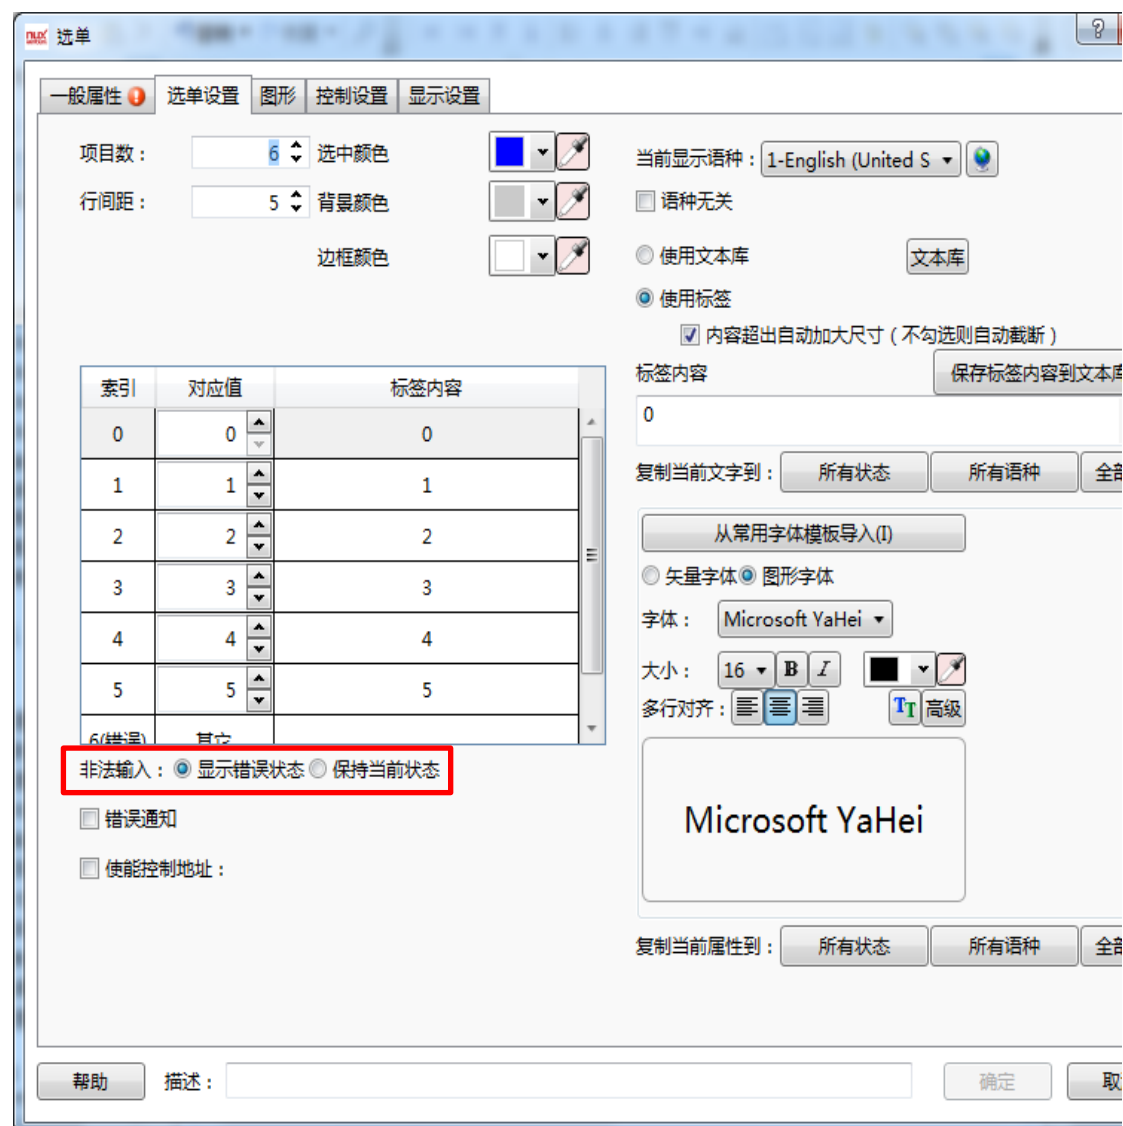 选单
?
一般属性 选单设置 图形 控制设置 显示设置
项目数： 6 选中颜色
行间距： 5 背景颜色
边框颜色
索引 对应值 标签内容
0 0 0
1 1 1
2 2 2
3 3 3
4 4 4
5 5 5
6(错误) 其它
非法输入： 显示错误状态 保持当前状态
错误通知
使能控制地址：
当前显示语种： 1-English (United S
语种无关
使用文本库 文本库
使用标签
内容超出自动加大尺寸（不勾选则自动截断）
标签内容 保存标签内容到文本库
0
复制当前文字到： 所有状态 所有语种 全部
从常用字体模板导入(I)
矢量字体 图形字体
字体： Microsoft YaHei
大小： 16 B I
多行对齐： TT 高级
Microsoft YaHei
复制当前属性到： 所有状态 所有语种 全部
帮助 描述： 确定 取